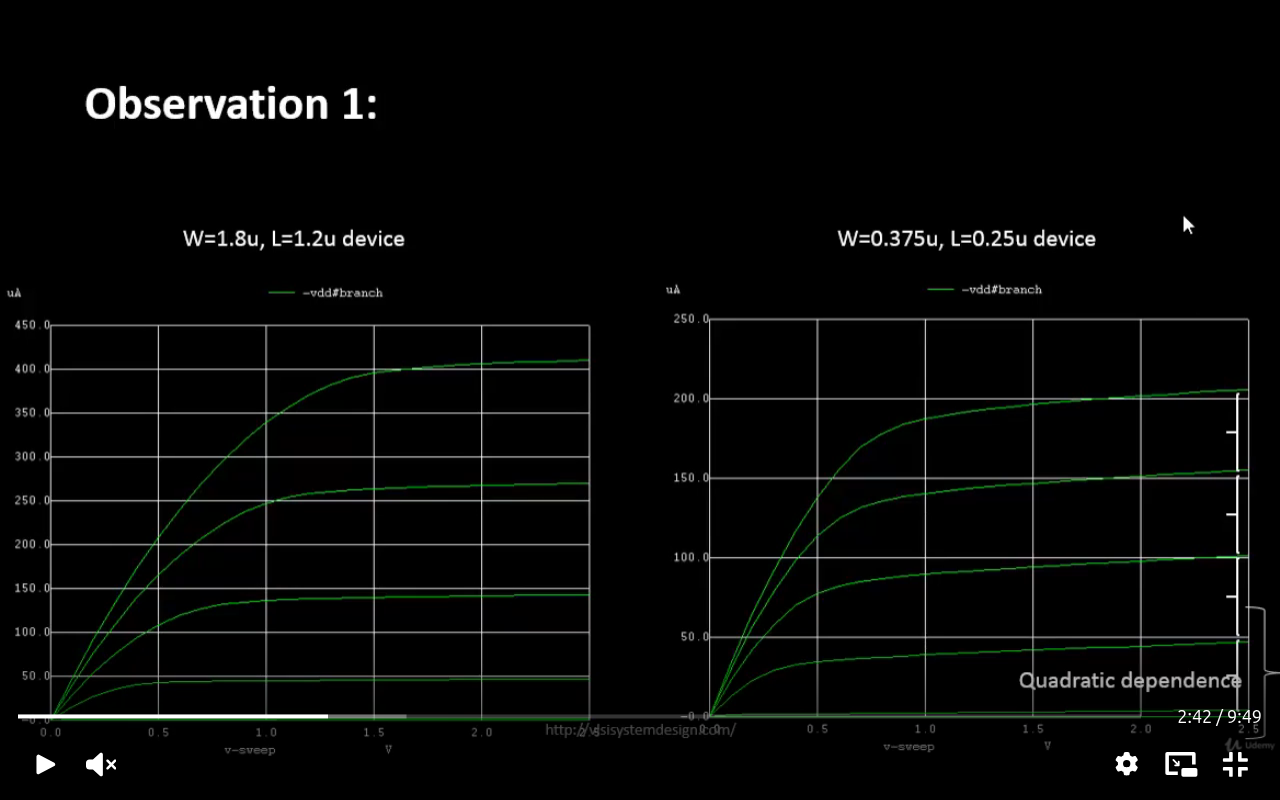 Observation 1:
W=1.8u, L=1.2u device
W=0.375u, L=0.25u device
uA
-vdd#branch
450.0
400.0
350.0
300.0
250.0
200.0
150.0
100.0
50.0
0.0 0.5 1.0 1.5 2.0
v-sweep V
uA
-vdd#branch
250.0
200.0
150.0
100.0
50.0
-0.0
0.5 1.0 1.5 2.0 2.5
v-sweep V
Quadratic dependence
http://vlsisystemdesign.com/
2:42 / 9:49
Udemy